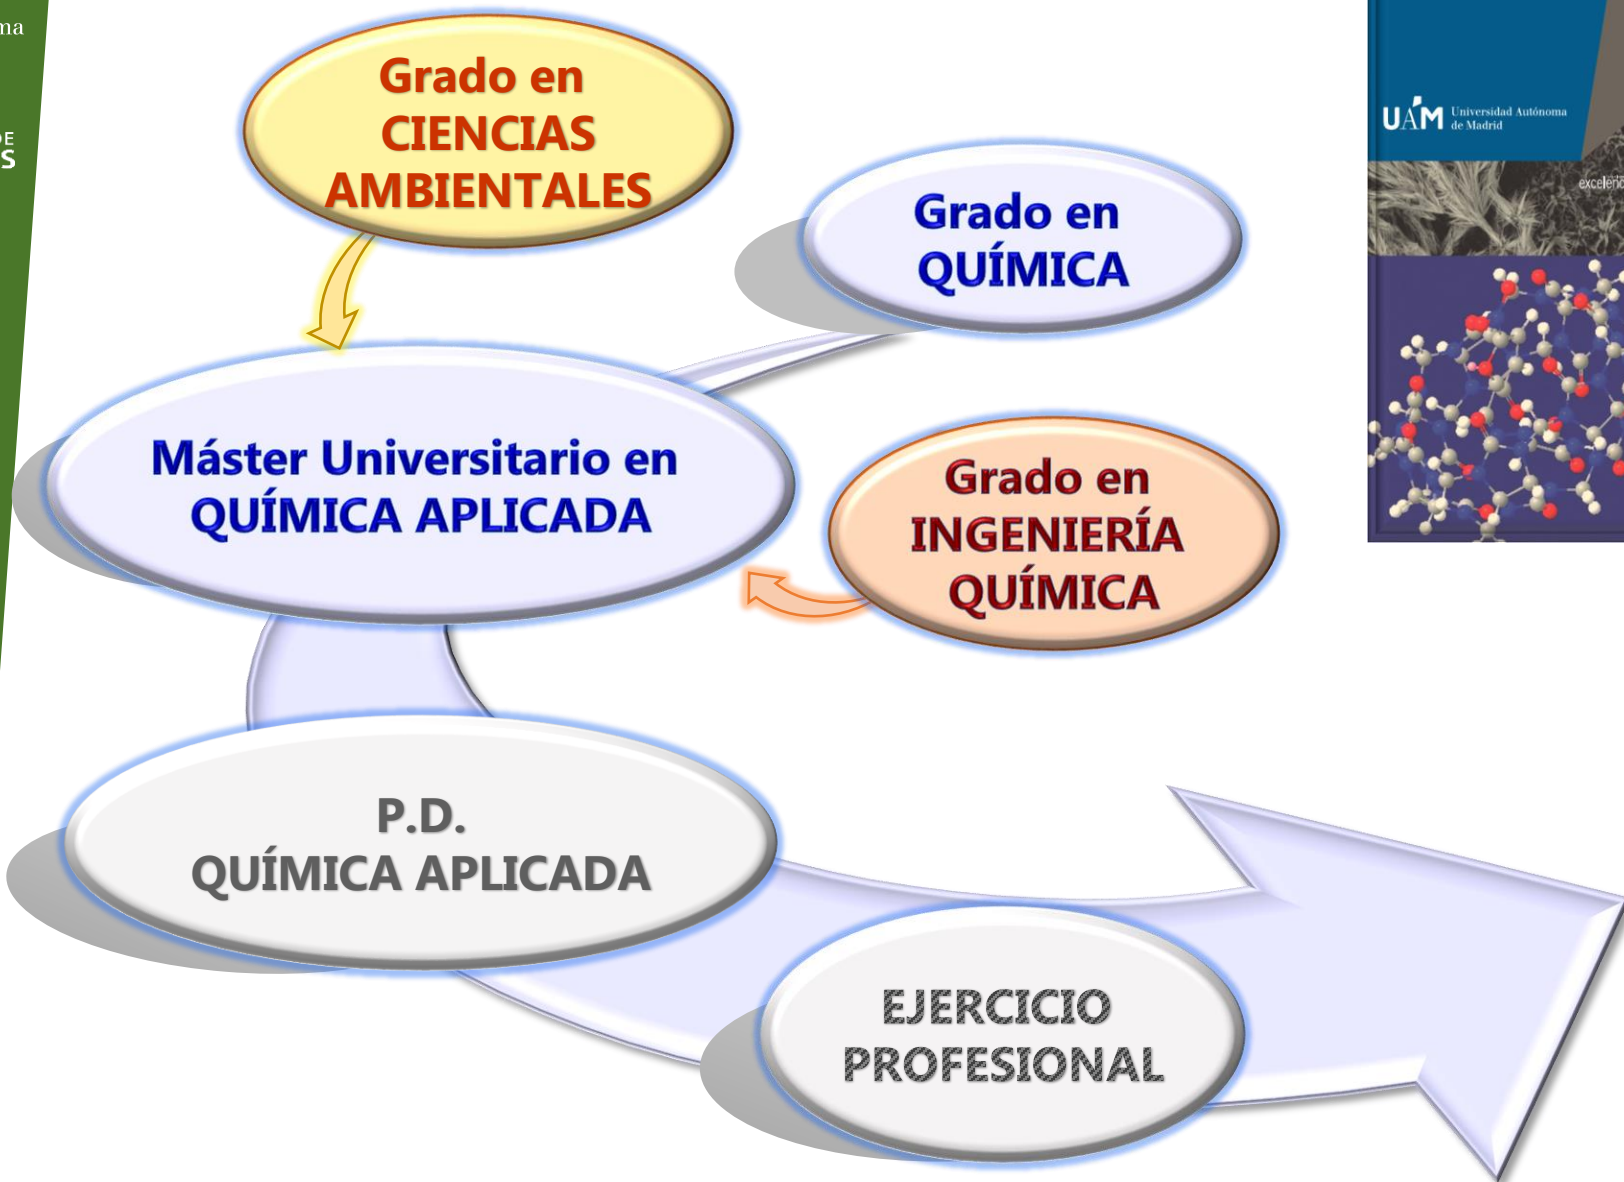 Grado en
CIENCIAS
AMBIENTALES
Grado en
QUÍMICA
UAM Universidad Autónoma
de Madrid
Máster Universitario en
QUÍMICA APLICADA
Grado en
INGENIERÍA
QUÍMICA
P.D.
QUÍMICA APLICADA
EJERCICIO
PROFESIONAL